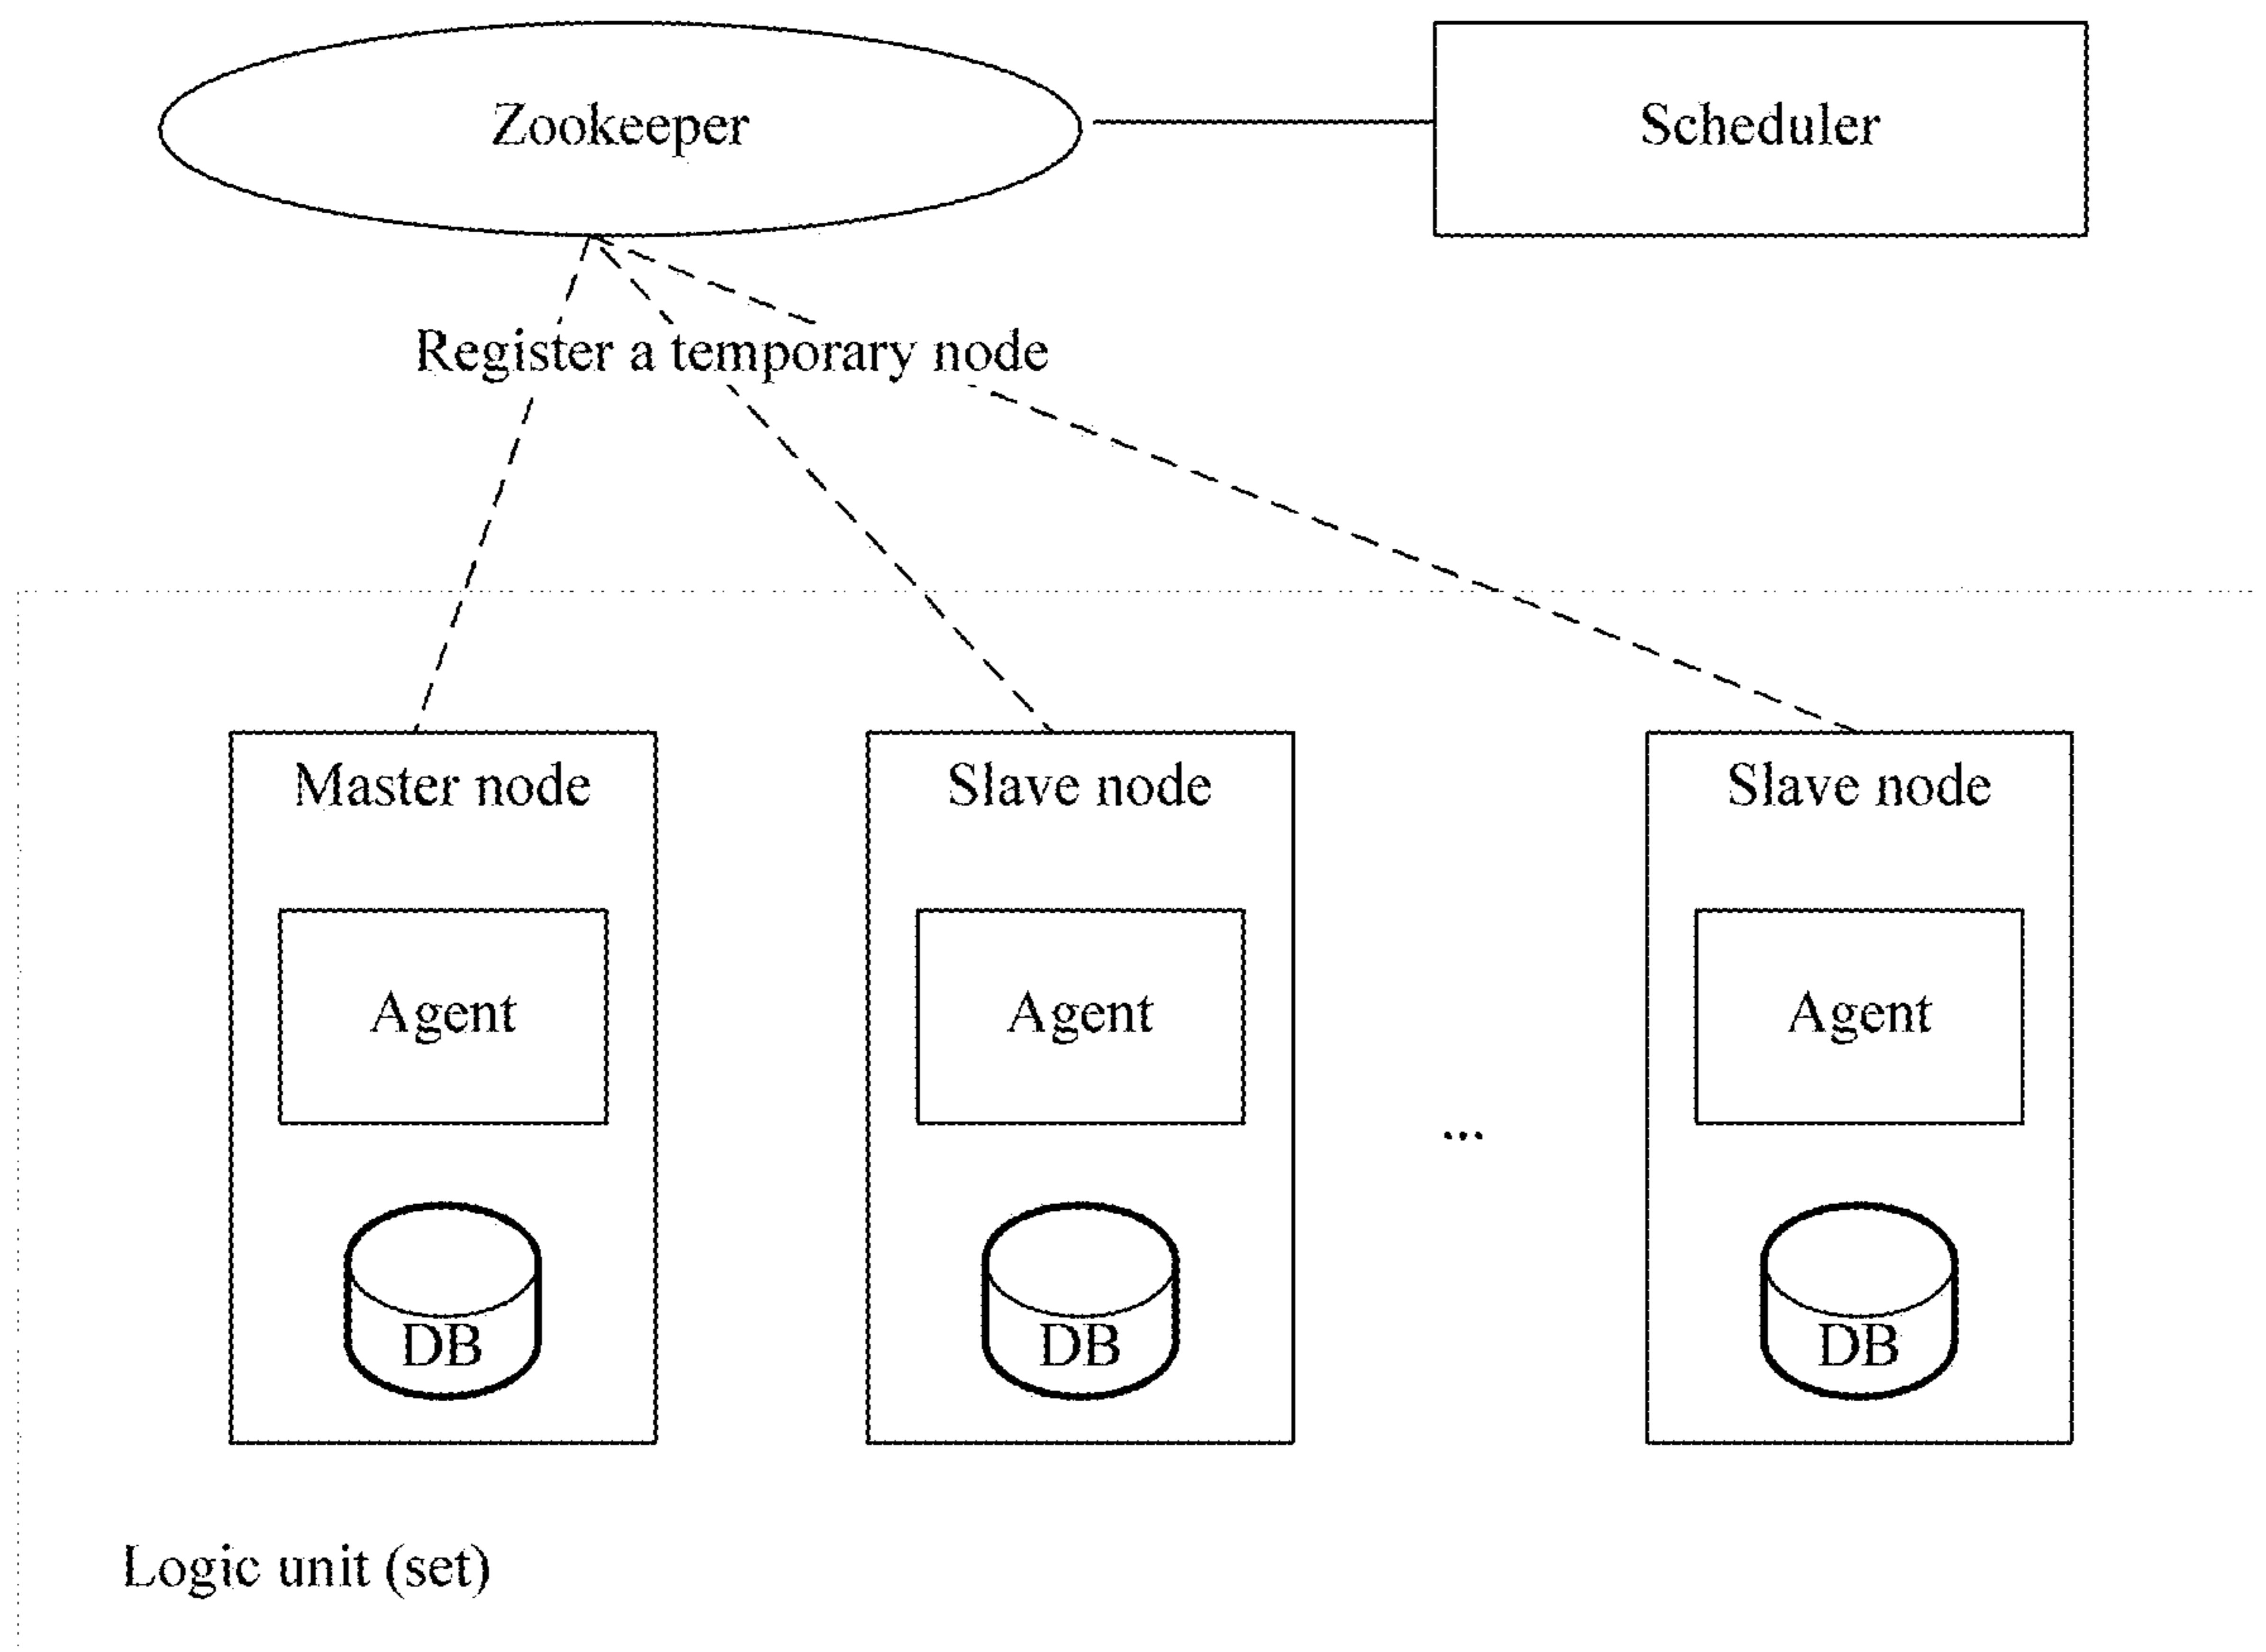 Zookeeper
Scheduler
Register a temporary node
Master node
Slave node
Slave node
Agent
Agent
Agent
...
DB
DB
DB
Logic unit (set)